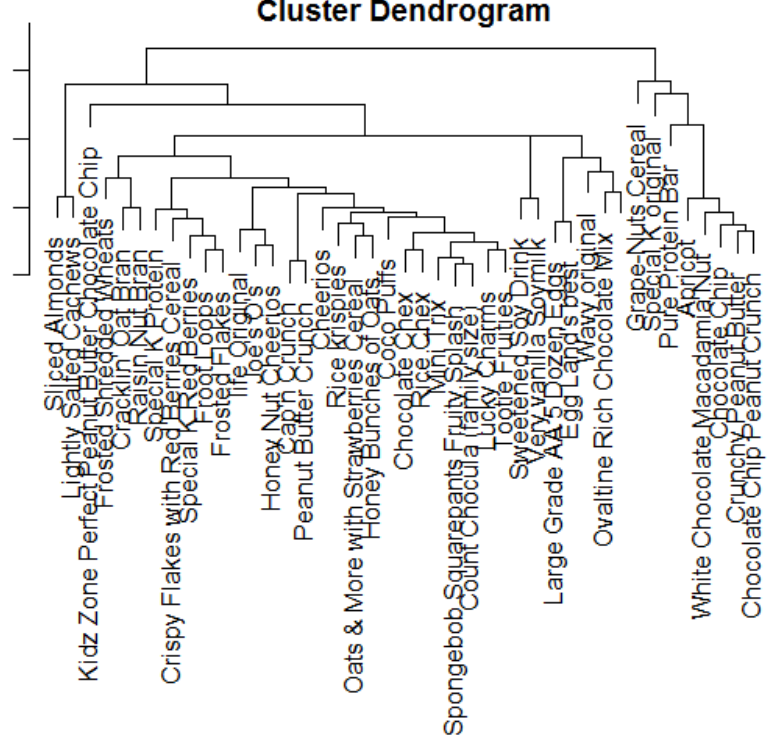 Cluster Dendrogram
Sliced Almonds
Lightly Salted Cachews
Kidz Zone Perfect Peanut Butter Chocolate Chip
Frosted Shredded Wheats
Cracklin' Oat Bran
Raisin Nut Bran
Special K Protein
Crispy Flakes with Red Berries Cereal
Special K Red Berries
Froot Loops
Frosted Flakes
life Original
Joe's O's
Honey Nut Cheerios
Cap'n Crunch
Peanut Butter Crunch
Cheerios
Rice Krispies
Oats & More with Strawberries Cereal
Honey Bunches of Oats
Coco Puffs
Chocolate Chex
Rice Chex
Mini Trix
Spongebob Squarepants Fruity Splash
Count Chocula (family size)
Lucky Charms
Tootie Fruities
Sweetened Soy Drink
Very Vanilla Soymilk
Large Grade AA 5 Dozen Eggs
Egg Land's best
Wavy original
Ovaltine Rich Chocolate Mix
Grape-Nuts Cereal
Special K original
Pure Protein Bar
Apricot
White Chocolate Macadamia Nut
Chocolate Chip
Crunchy Peanut Butter
Chocolate Chip Peanut Crunch